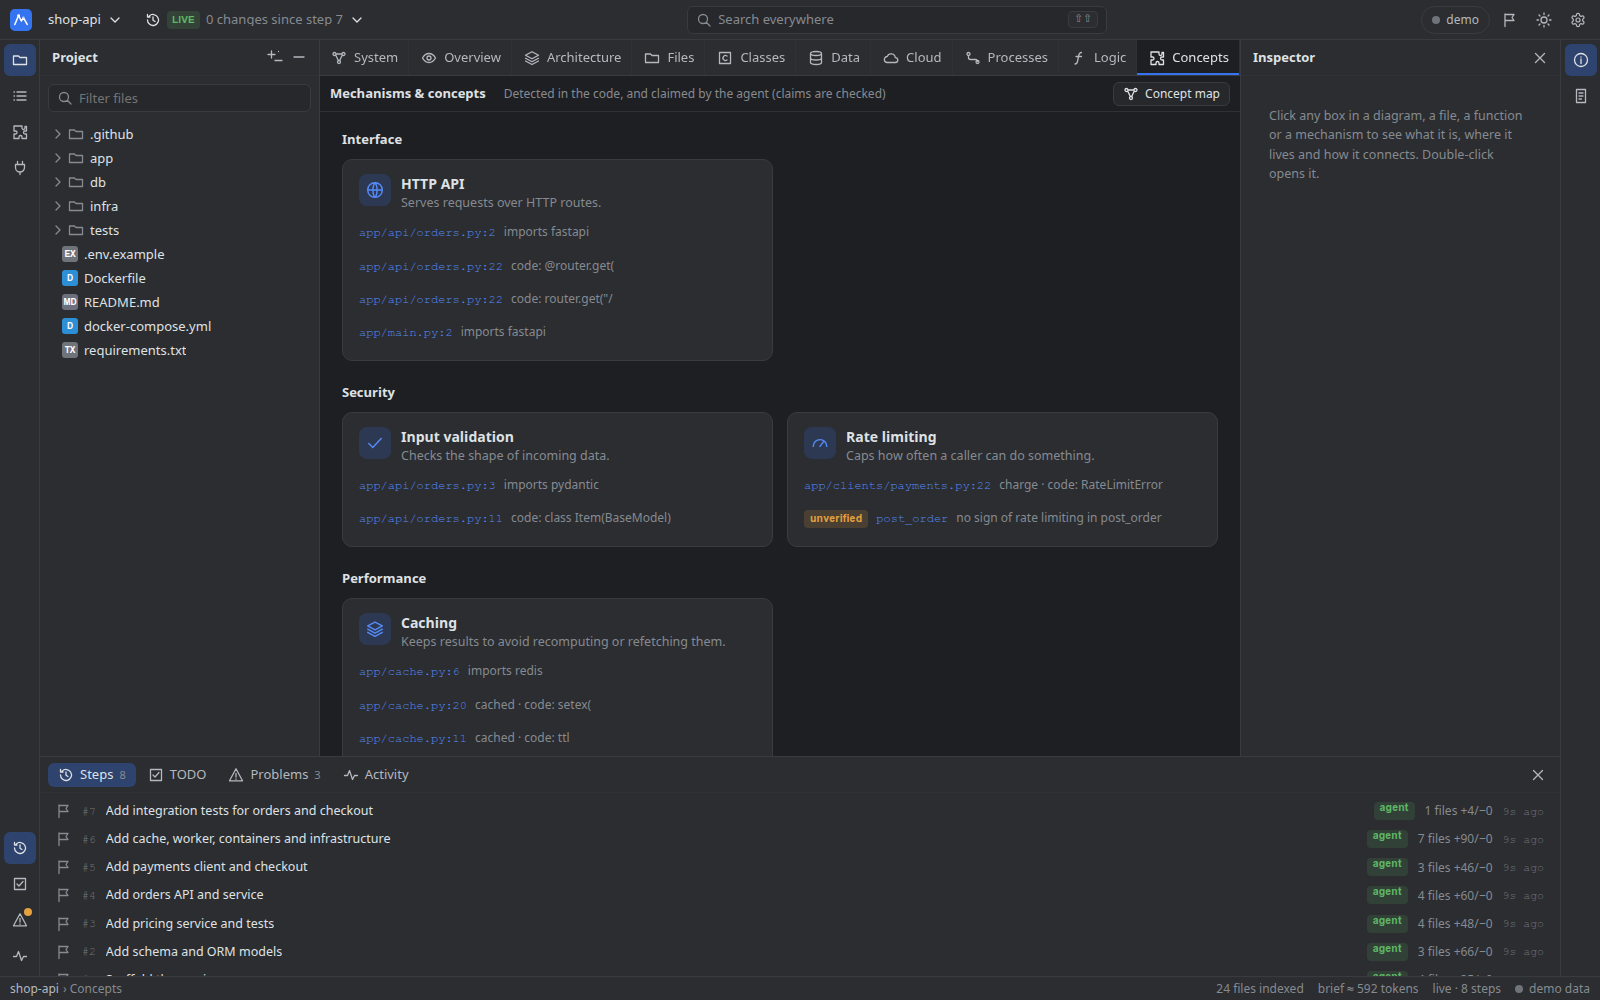 shop-api
LIVE 0 changes since step 7
Search everywhere
demo
Project
Filter files
.github
app
db
infra
tests
EX .env.example
D Dockerfile
MD README.md
D docker-compose.yml
TX requirements.txt
System
Overview
Architecture
Files
Classes
Data
Cloud
Processes
Logic
Concepts
Mechanisms & concepts
Detected in the code, and claimed by the agent (claims are checked)
Concept map
Interface
HTTP API
Serves requests over HTTP routes.
app/api/orders.py:2 imports fastapi
app/api/orders.py:22 code: @router.get(
app/api/orders.py:22 code: router.get("/
app/main.py:2 imports fastapi
Security
Input validation
Checks the shape of incoming data.
app/api/orders.py:3 imports pydantic
app/api/orders.py:11 code: class Item(BaseModel)
Rate limiting
Caps how often a caller can do something.
app/clients/payments.py:22 charge · code: RateLimitError
unverified post_order no sign of rate limiting in post_order
Performance
Caching
Keeps results to avoid recomputing or refetching them.
app/cache.py:6 imports redis
app/cache.py:20 cached · code: setex(
app/cache.py:11 cached · code: ttl
Inspector
Click any box in a diagram, a file, a function
or a mechanism to see what it is, where it
lives and how it connects. Double-click
opens it.
Steps 8
TODO
Problems 3
Activity
#7 Add integration tests for orders and checkout agent 1 files +4/−0 9s ago
#6 Add cache, worker, containers and infrastructure agent 7 files +90/−0 9s ago
#5 Add payments client and checkout agent 3 files +46/−0 9s ago
#4 Add orders API and service agent 4 files +60/−0 9s ago
#3 Add pricing service and tests agent 4 files +48/−0 9s ago
#2 Add schema and ORM models agent 3 files +66/−0 9s ago
shop-api › Concepts
24 files indexed
brief ≈ 592 tokens
live · 8 steps
demo data